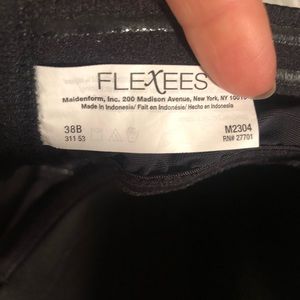 FLEXEES
Maidenform, Inc. 200 Madison Avenue, New York, NY 10016
Made in Indonesia/ Fait en Indonésie/ Hecho en Indonesia
38B
M2304
311 53
RN# 27701